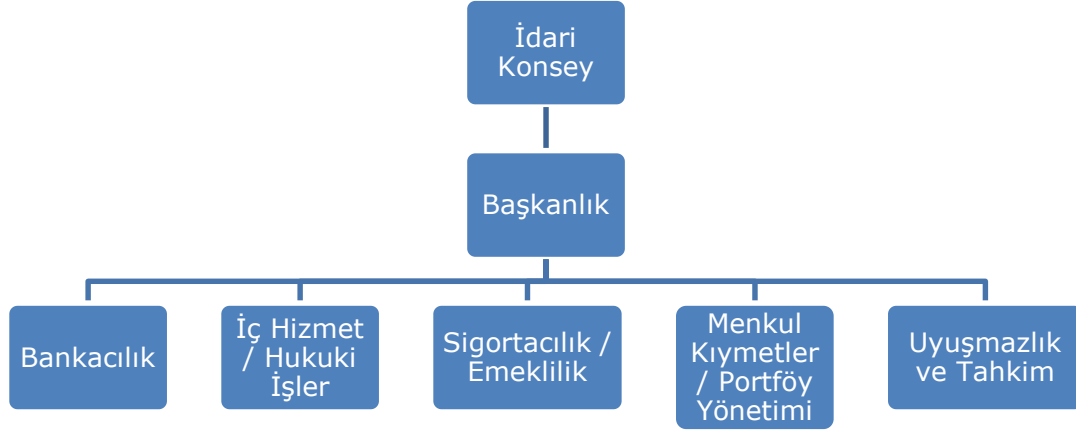 İdari
Konsey
Başkanlık
Bankacılık
İç Hizmet
/ Hukuki
İşler
Sigortacılık /
Emeklilik
Menkul
Kıymetler
/ Portföy
Yönetimi
Uyuşmazlık
ve Tahkim